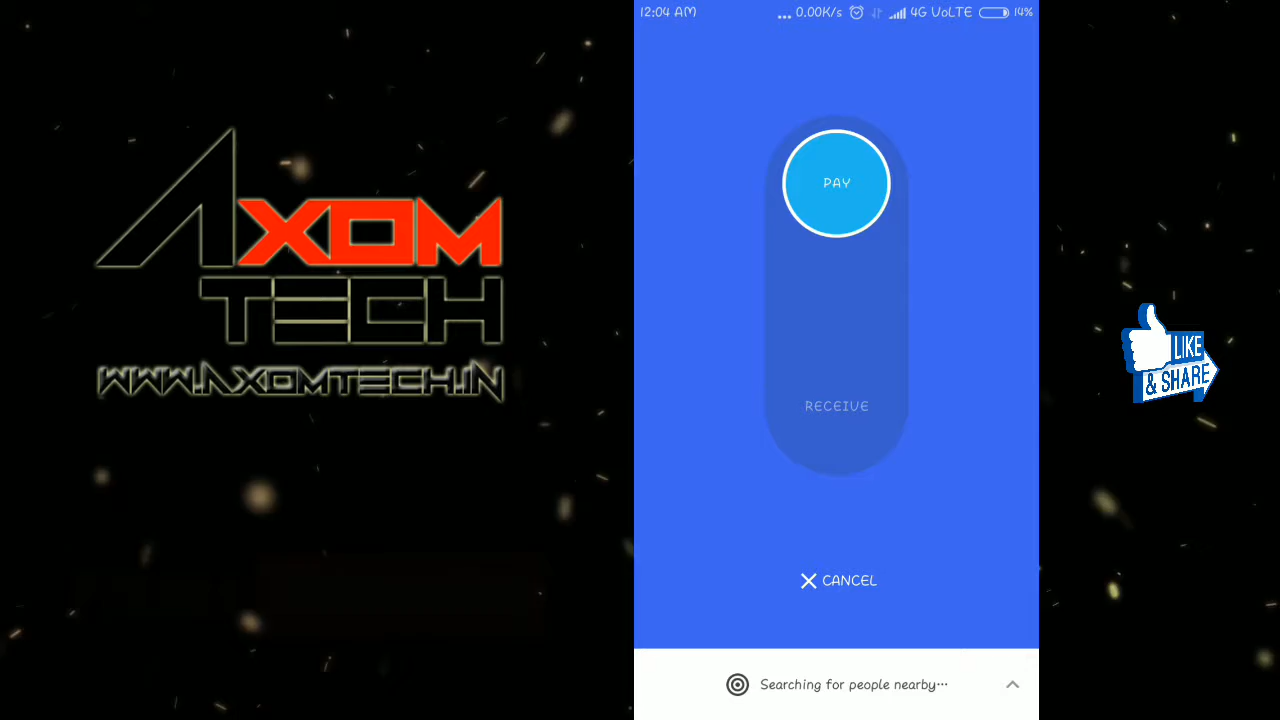 AXOM
TECH
WWW.AXOMTECH.IN
12:04 AM ... 0.00K/s 4G VoLTE 14%
PAY
RECEIVE
CANCEL
Searching for people nearby...
LIKE
& SHARE